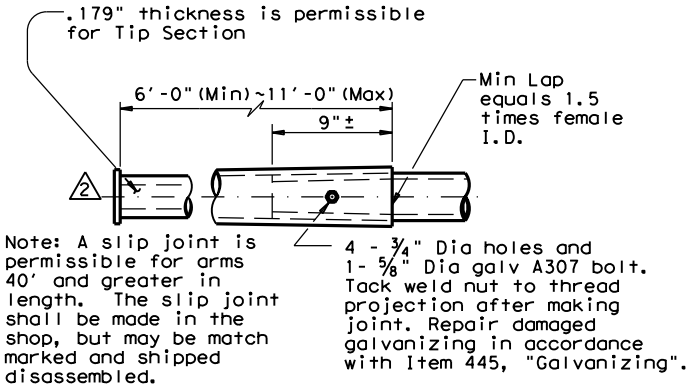 .179" thickness is permissible
for Tip Section
6'-0"(Min)~11'-0"(Max)
9"±
Min Lap
equals 1.5
times female
I.D.
2
Note: A slip joint is
permissible for arms
40' and greater in
length.  The slip joint
shall be made in the
shop, but may be match
marked and shipped
disassembled.
4 - 3/4" Dia holes and
1- 5/8" Dia galv A307 bolt.
Tack weld nut to thread
projection after making
joint. Repair damaged
galvanizing in accordance
with Item 445, "Galvanizing".